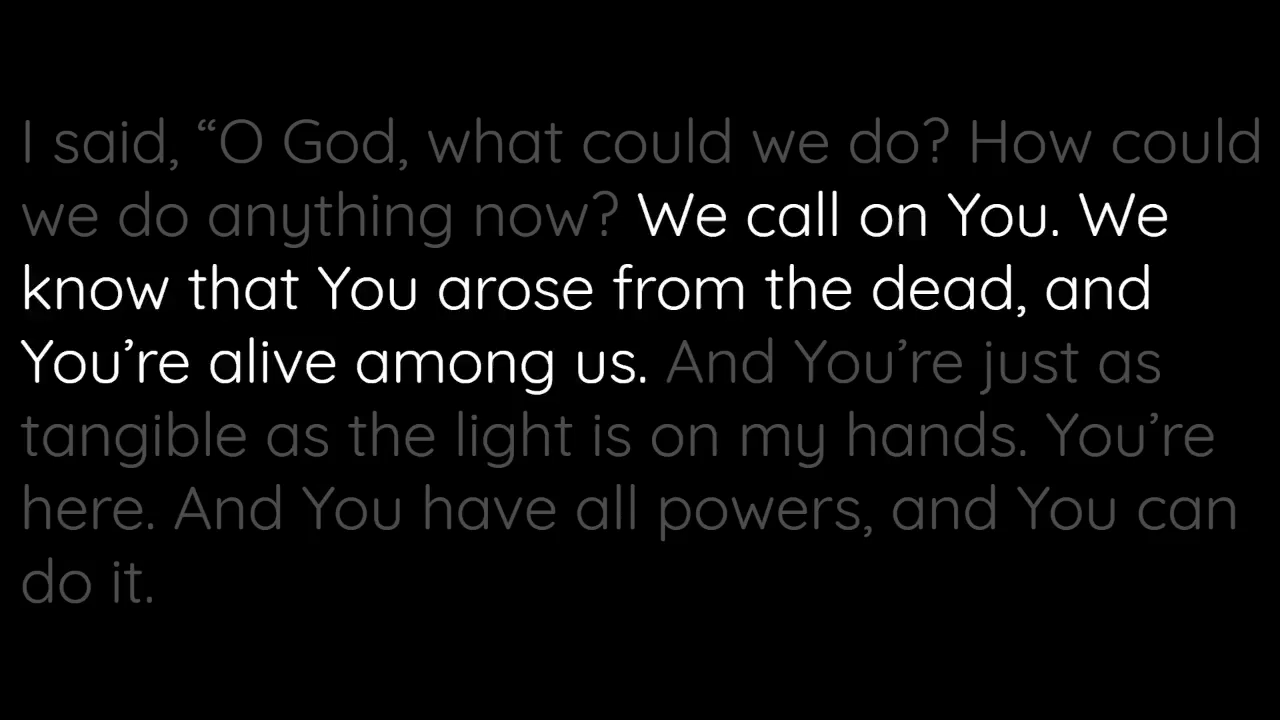 I said, “O God, what could we do? How could
we do anything now? We call on You. We
know that You arose from the dead, and
You’re alive among us. And You’re just as
tangible as the light is on my hands. You’re
here. And You have all powers, and You can
do it.